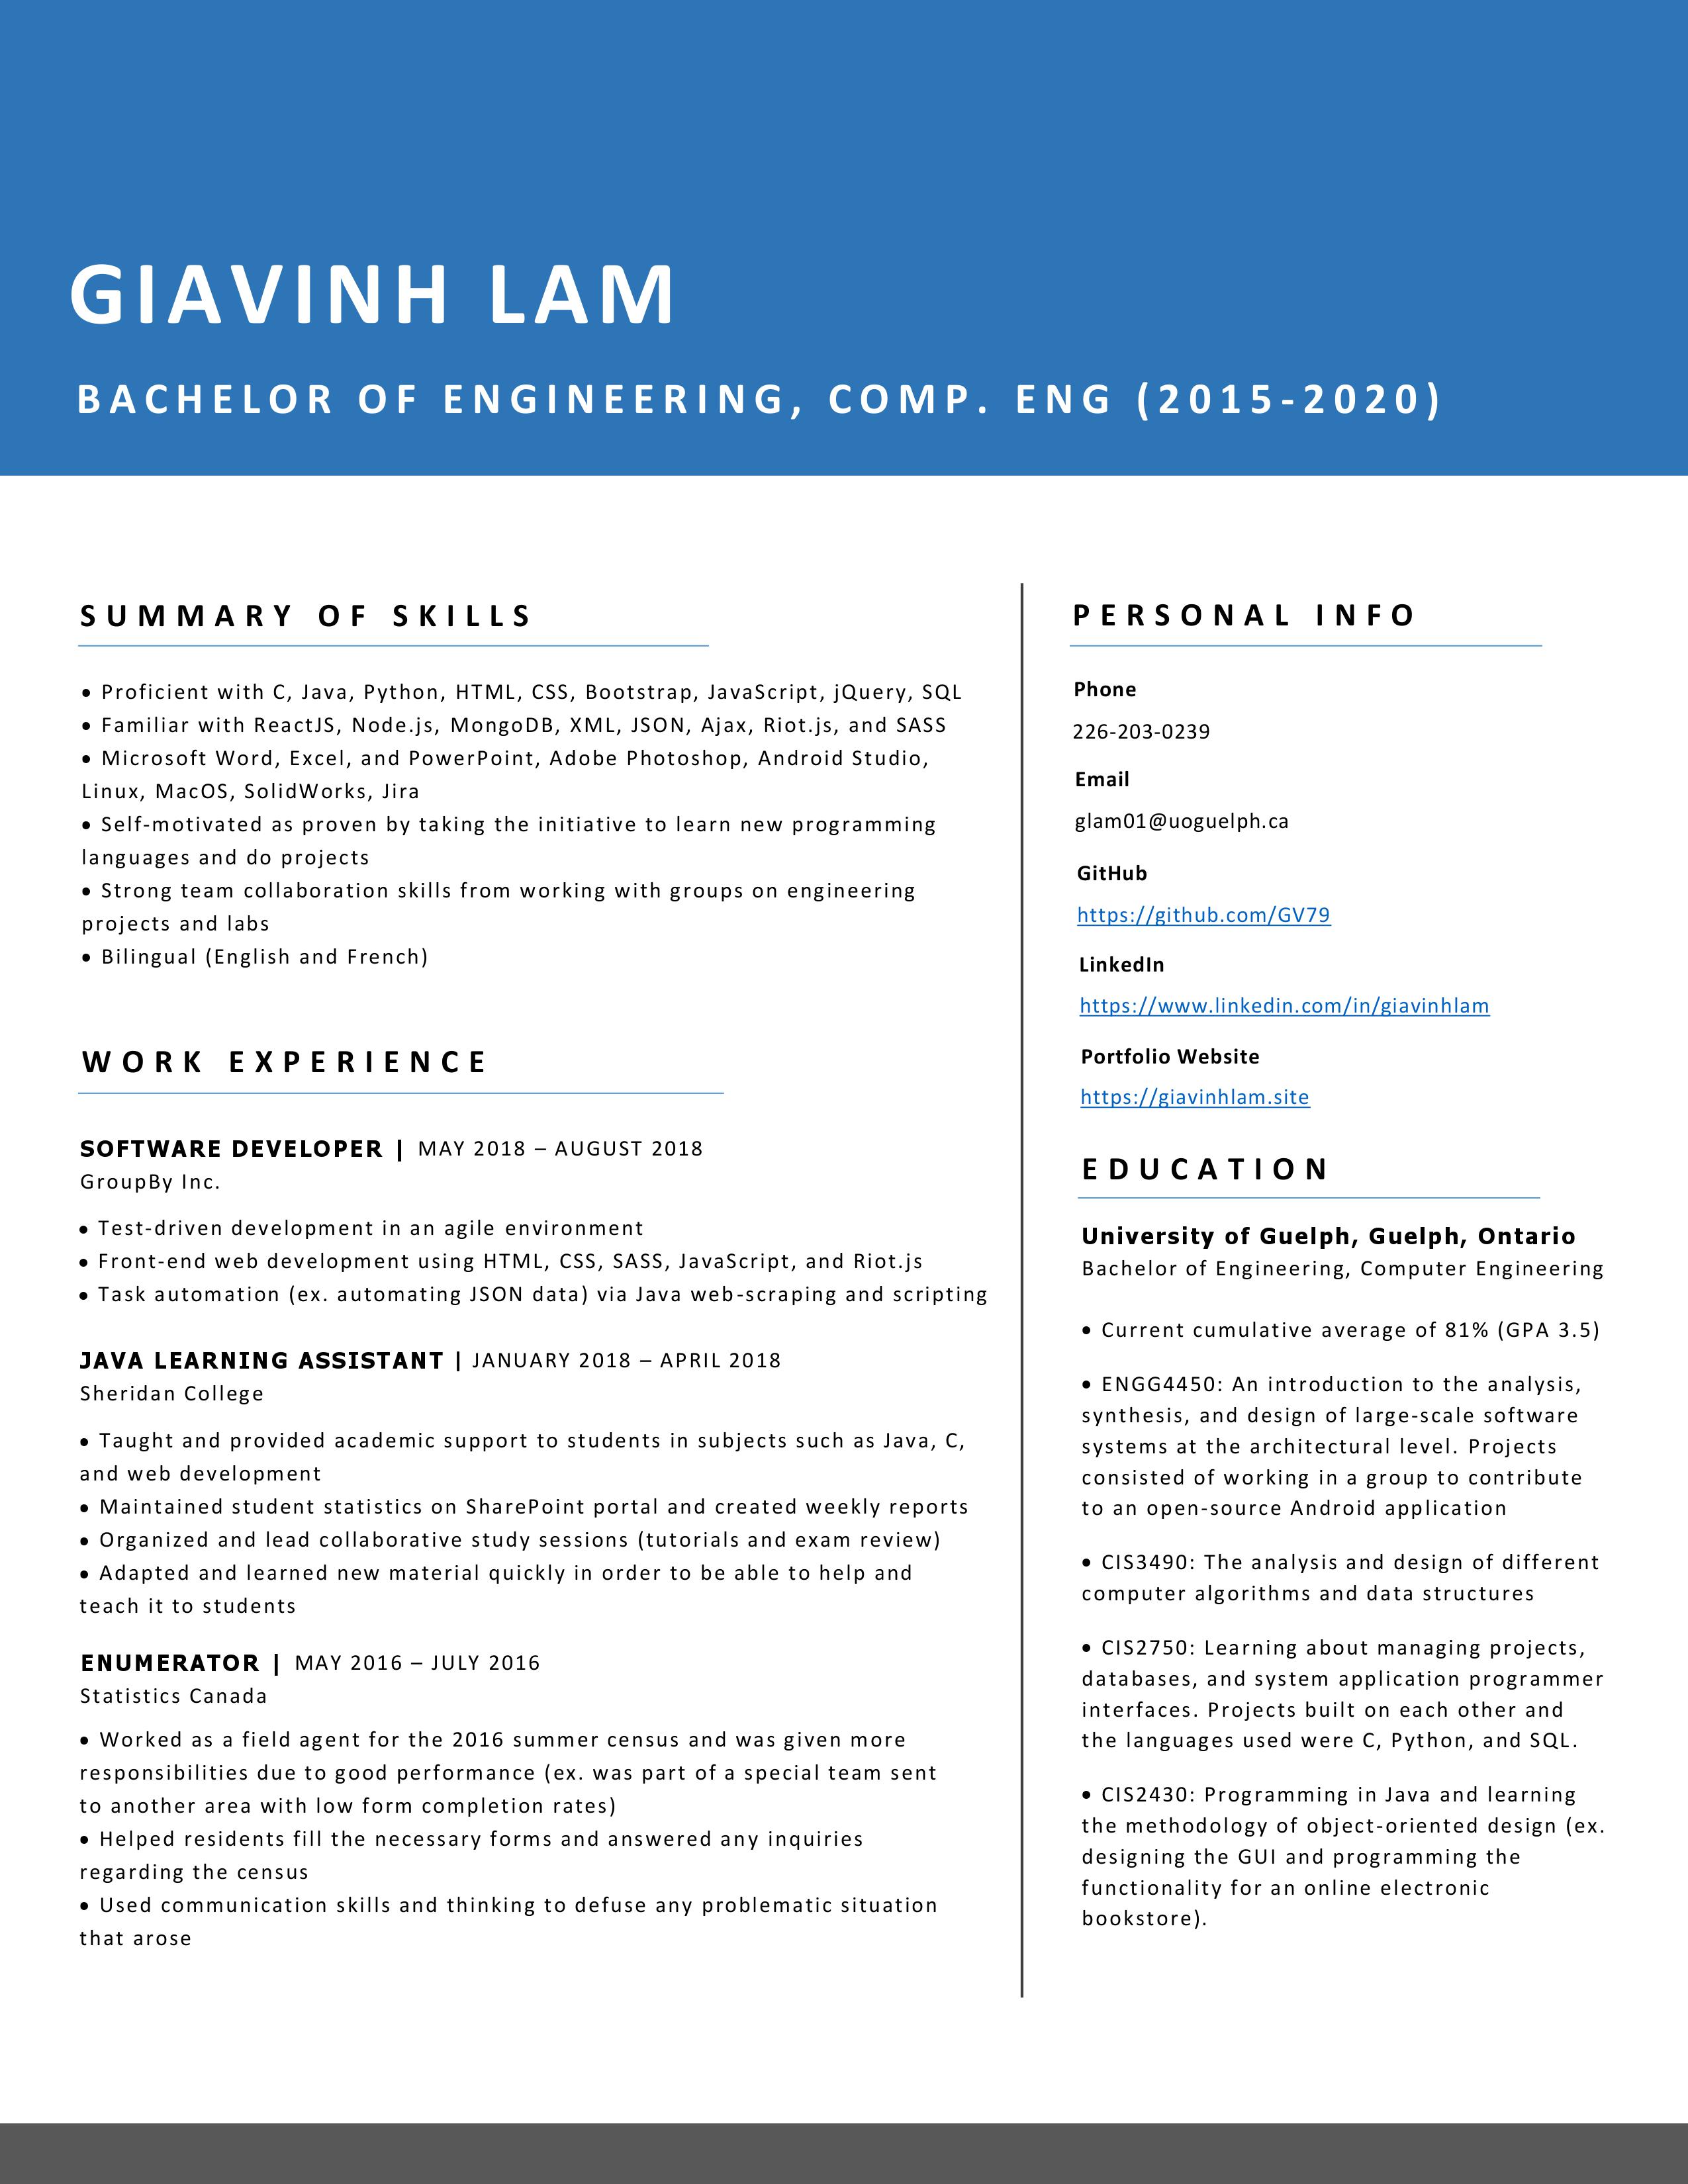 GIAVINH LAM
BACHELOR OF ENGINEERING, COMP. ENG (2015-2020)
SUMMARY OF SKILLS
• Proficient with C, Java, Python, HTML, CSS, Bootstrap, JavaScript, jQuery, SQL
• Familiar with ReactJS, Node.js, MongoDB, XML, JSON, Ajax, Riot.js, and SASS
• Microsoft Word, Excel, and PowerPoint, Adobe Photoshop, Android Studio,
Linux, MacOS, SolidWorks, Jira
• Self-motivated as proven by taking the initiative to learn new programming
languages and do projects
• Strong team collaboration skills from working with groups on engineering
projects and labs
• Bilingual (English and French)
WORK EXPERIENCE
SOFTWARE DEVELOPER | MAY 2018 – AUGUST 2018
GroupBy Inc.
• Test-driven development in an agile environment
• Front-end web development using HTML, CSS, SASS, JavaScript, and Riot.js
• Task automation (ex. automating JSON data) via Java web-scraping and scripting
JAVA LEARNING ASSISTANT | JANUARY 2018 – APRIL 2018
Sheridan College
• Taught and provided academic support to students in subjects such as Java, C,
and web development
• Maintained student statistics on SharePoint portal and created weekly reports
• Organized and lead collaborative study sessions (tutorials and exam review)
• Adapted and learned new material quickly in order to be able to help and
teach it to students
ENUMERATOR | MAY 2016 – JULY 2016
Statistics Canada
• Worked as a field agent for the 2016 summer census and was given more
responsibilities due to good performance (ex. was part of a special team sent
to another area with low form completion rates)
• Helped residents fill the necessary forms and answered any inquiries
regarding the census
• Used communication skills and thinking to defuse any problematic situation
that arose
PERSONAL INFO
Phone
226-203-0239
Email
glam01@uoguelph.ca
GitHub
https://github.com/GV79
LinkedIn
https://www.linkedin.com/in/giavinhlam
Portfolio Website
https://giavinhlam.site
EDUCATION
University of Guelph, Guelph, Ontario
Bachelor of Engineering, Computer Engineering
• Current cumulative average of 81% (GPA 3.5)
• ENGG4450: An introduction to the analysis,
synthesis, and design of large-scale software
systems at the architectural level. Projects
consisted of working in a group to contribute
to an open-source Android application
• CIS3490: The analysis and design of different
computer algorithms and data structures
• CIS2750: Learning about managing projects,
databases, and system application programmer
interfaces. Projects built on each other and
the languages used were C, Python, and SQL.
• CIS2430: Programming in Java and learning
the methodology of object-oriented design (ex.
designing the GUI and programming the
functionality for an online electronic
bookstore).